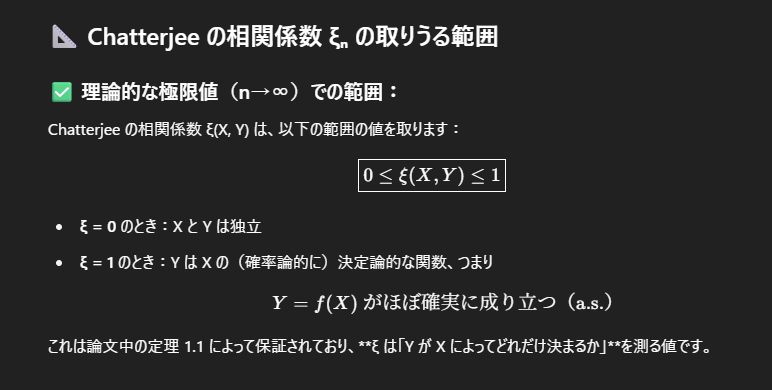 📐 Chatterjee の相関係数 ξₙ の取りうる範囲
✅ 理論的な極限値（n→∞）での範囲：
Chatterjee の相関係数 ξ(X, Y) は、以下の範囲の値を取ります：
0 ≤ ξ(X, Y) ≤ 1
• ξ = 0 のとき：X と Y は独立
• ξ = 1 のとき：Y は X の（確率論的に）決定論的な関数、つまり
Y = f(X) がほぼ確実に成り立つ（a.s.）
これは論文中の定理 1.1 によって保証されており、**ξ は「Y が X によってどれだけ決まるか」**を測る値です。